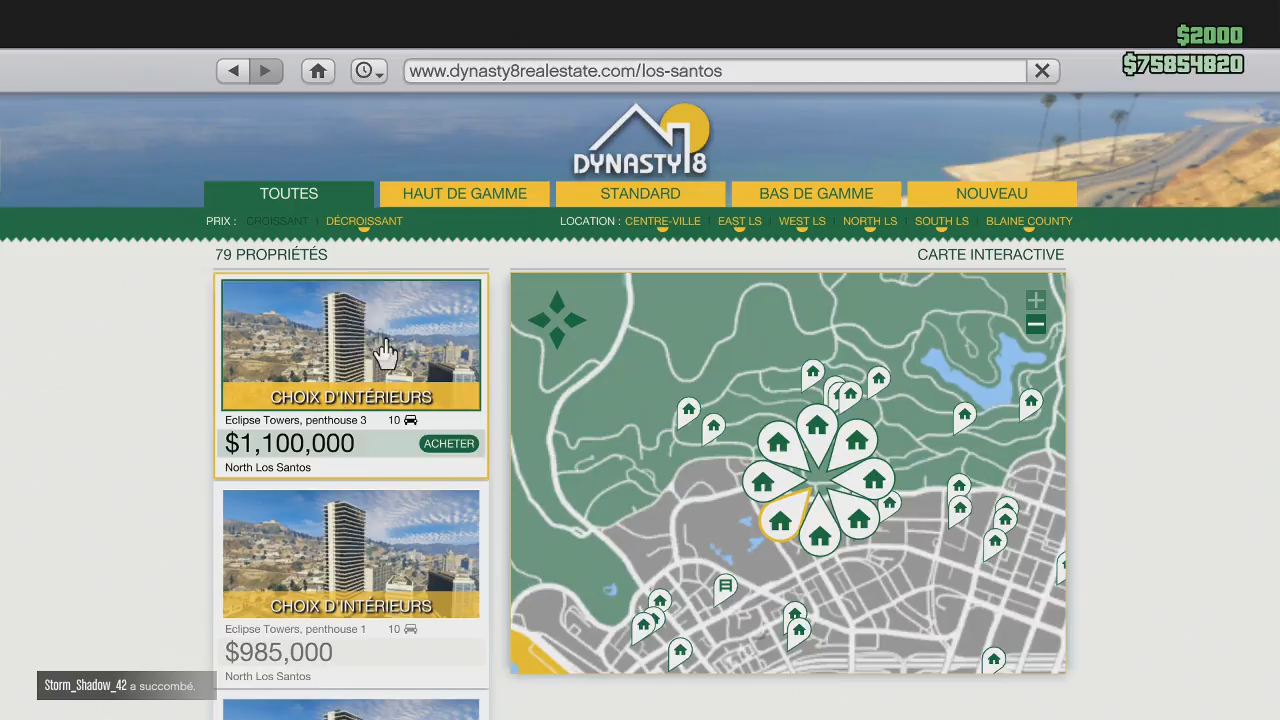 $2000
$75854820
www.dynasty8realestate.com/los-santos
DYNASTY 8
TOUTES
HAUT DE GAMME
STANDARD
BAS DE GAMME
NOUVEAU
PRIX : CROISSANT DÉCROISSANT
LOCATION : CENTRE-VILLE EAST LS WEST LS NORTH LS SOUTH LS BLAINE COUNTY
79 PROPRIÉTÉS
CARTE INTERACTIVE
CHOIX D'INTÉRIEURS
Eclipse Towers, penthouse 3 10
$1,100,000 ACHETER
North Los Santos
CHOIX D'INTÉRIEURS
Eclipse Towers, penthouse 1 10
$985,000
North Los Santos
Storm_Shadow_42 a succombé.